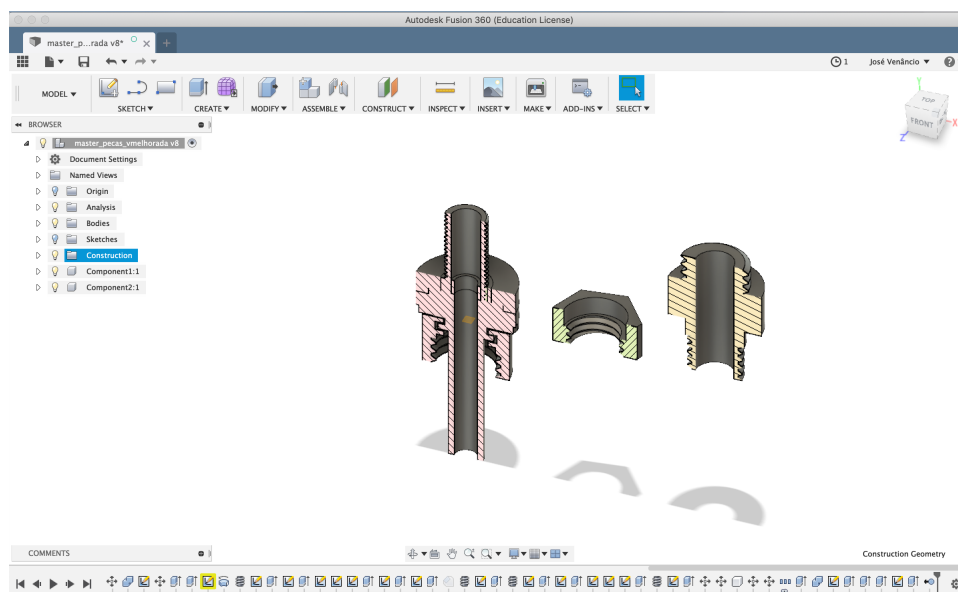 Autodesk Fusion 360 (Education License)
master_p...rada v8*
1
José Venâncio
MODEL
SKETCH
CREATE
MODIFY
ASSEMBLE
CONSTRUCT
INSPECT
INSERT
MAKE
ADD-INS
SELECT
BROWSER
master_pecas_vmelhorada v8
Document Settings
Named Views
Origin
Analysis
Bodies
Sketches
Construction
Component1:1
Component2:1
Y
TOP
FRONT
X
Z
COMMENTS
Construction Geometry